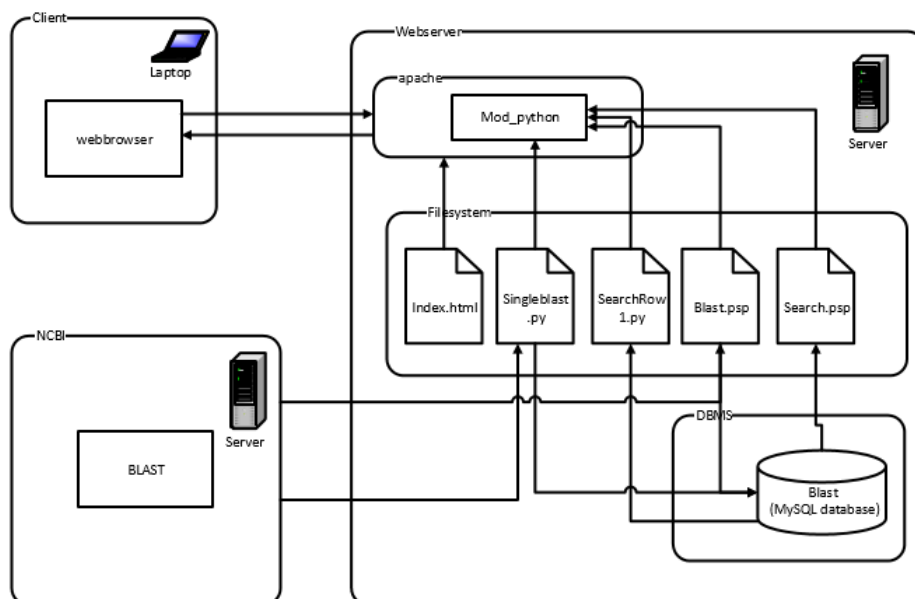 Client
Laptop
webbrowser
Webserver
apache
Mod_python
Server
Filesystem
Index.html
Singleblast
.py
SearchRow
1.py
Blast.psp
Search.psp
NCBI
Server
BLAST
DBMS
Blast
(MySQL database)